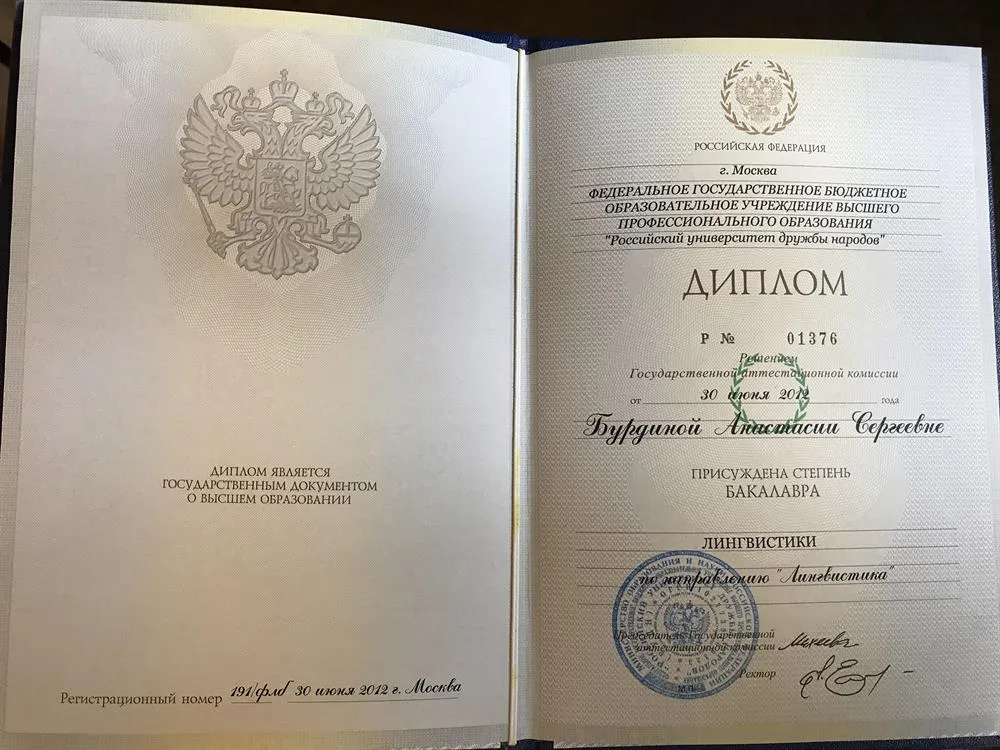 ДИПЛОМ ЯВЛЯЕТСЯ
ГОСУДАРСТВЕННЫМ ДОКУМЕНТОМ
О ВЫСШЕМ ОБРАЗОВАНИИ
Регистрационный номер 191/фмб 30 июня 2012 г. Москва
РОССИЙСКАЯ ФЕДЕРАЦИЯ
г. Москва
ФЕДЕРАЛЬНОЕ ГОСУДАРСТВЕННОЕ БЮДЖЕТНОЕ
ОБРАЗОВАТЕЛЬНОЕ УЧРЕЖДЕНИЕ ВЫСШЕГО
ПРОФЕССИОНАЛЬНОГО ОБРАЗОВАНИЯ
"Российский университет дружбы народов"
ДИПЛОМ
Р № 01376
Решением
Государственной аттестационной комиссии
от 30 июня 2012 года
Бурдиной Анастасии Сергеевне
ПРИСУЖДЕНА СТЕПЕНЬ
БАКАЛАВРА
ЛИНГВИСТИКИ
по направлению "Лингвистика"
Председатель Государственной
аттестационной комиссии
Ректор
М.П.